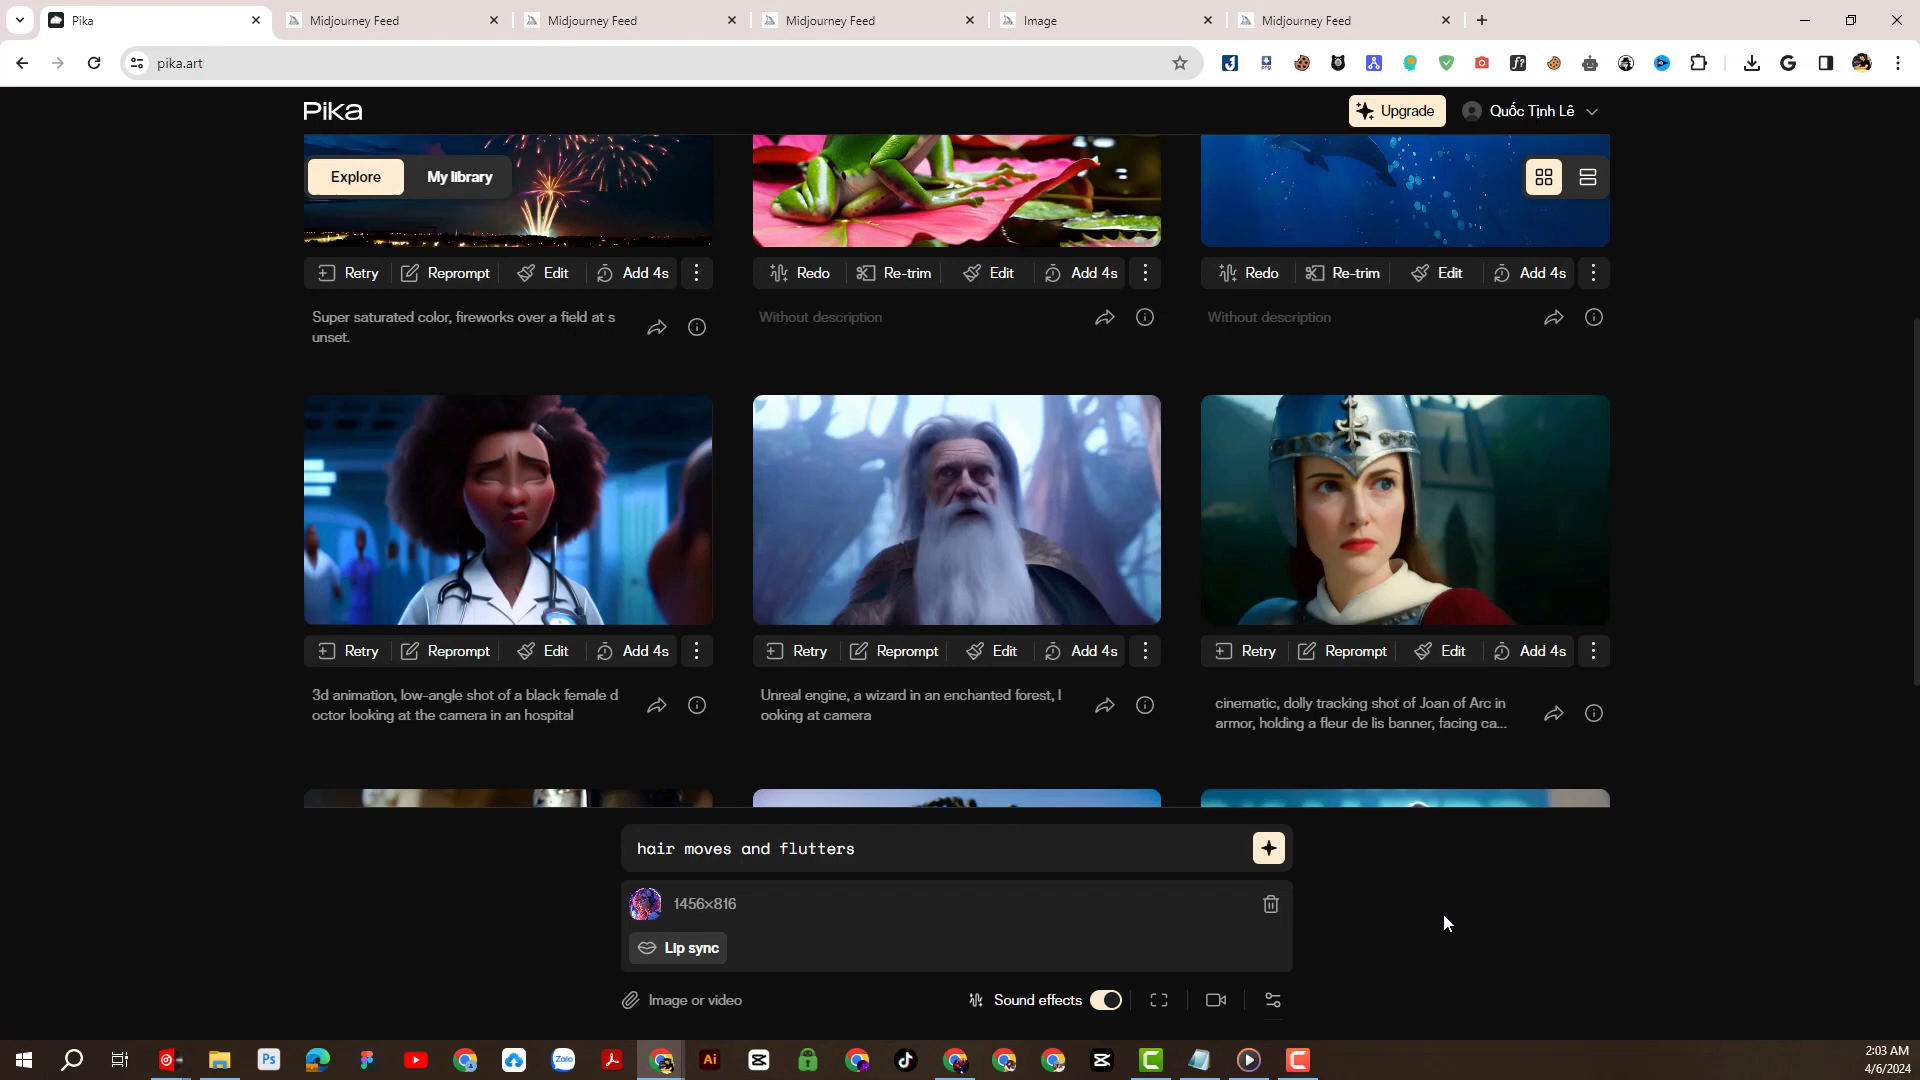 Pika
Midjourney Feed
Midjourney Feed
Midjourney Feed
Image
Midjourney Feed
pika.art
Pika
Upgrade
Quốc Tịnh Lê
Explore
My library
Retry
Reprompt
Edit
Add 4s
Redo
Re-trim
Edit
Add 4s
Redo
Re-trim
Edit
Add 4s
Super saturated color, fireworks over a field at s
unset.
Without description
Without description
Retry
Reprompt
Edit
Add 4s
Retry
Reprompt
Edit
Add 4s
Retry
Reprompt
Edit
Add 4s
3d animation, low-angle shot of a black female d
octor looking at the camera in an hospital
Unreal engine, a wizard in an enchanted forest, l
ooking at camera
cinematic, dolly tracking shot of Joan of Arc in
armor, holding a fleur de lis banner, facing ca...
hair moves and flutters
1456×816
Lip sync
Image or video
Sound effects
Ps
Zalo
Ai
2:03 AM
4/6/2024